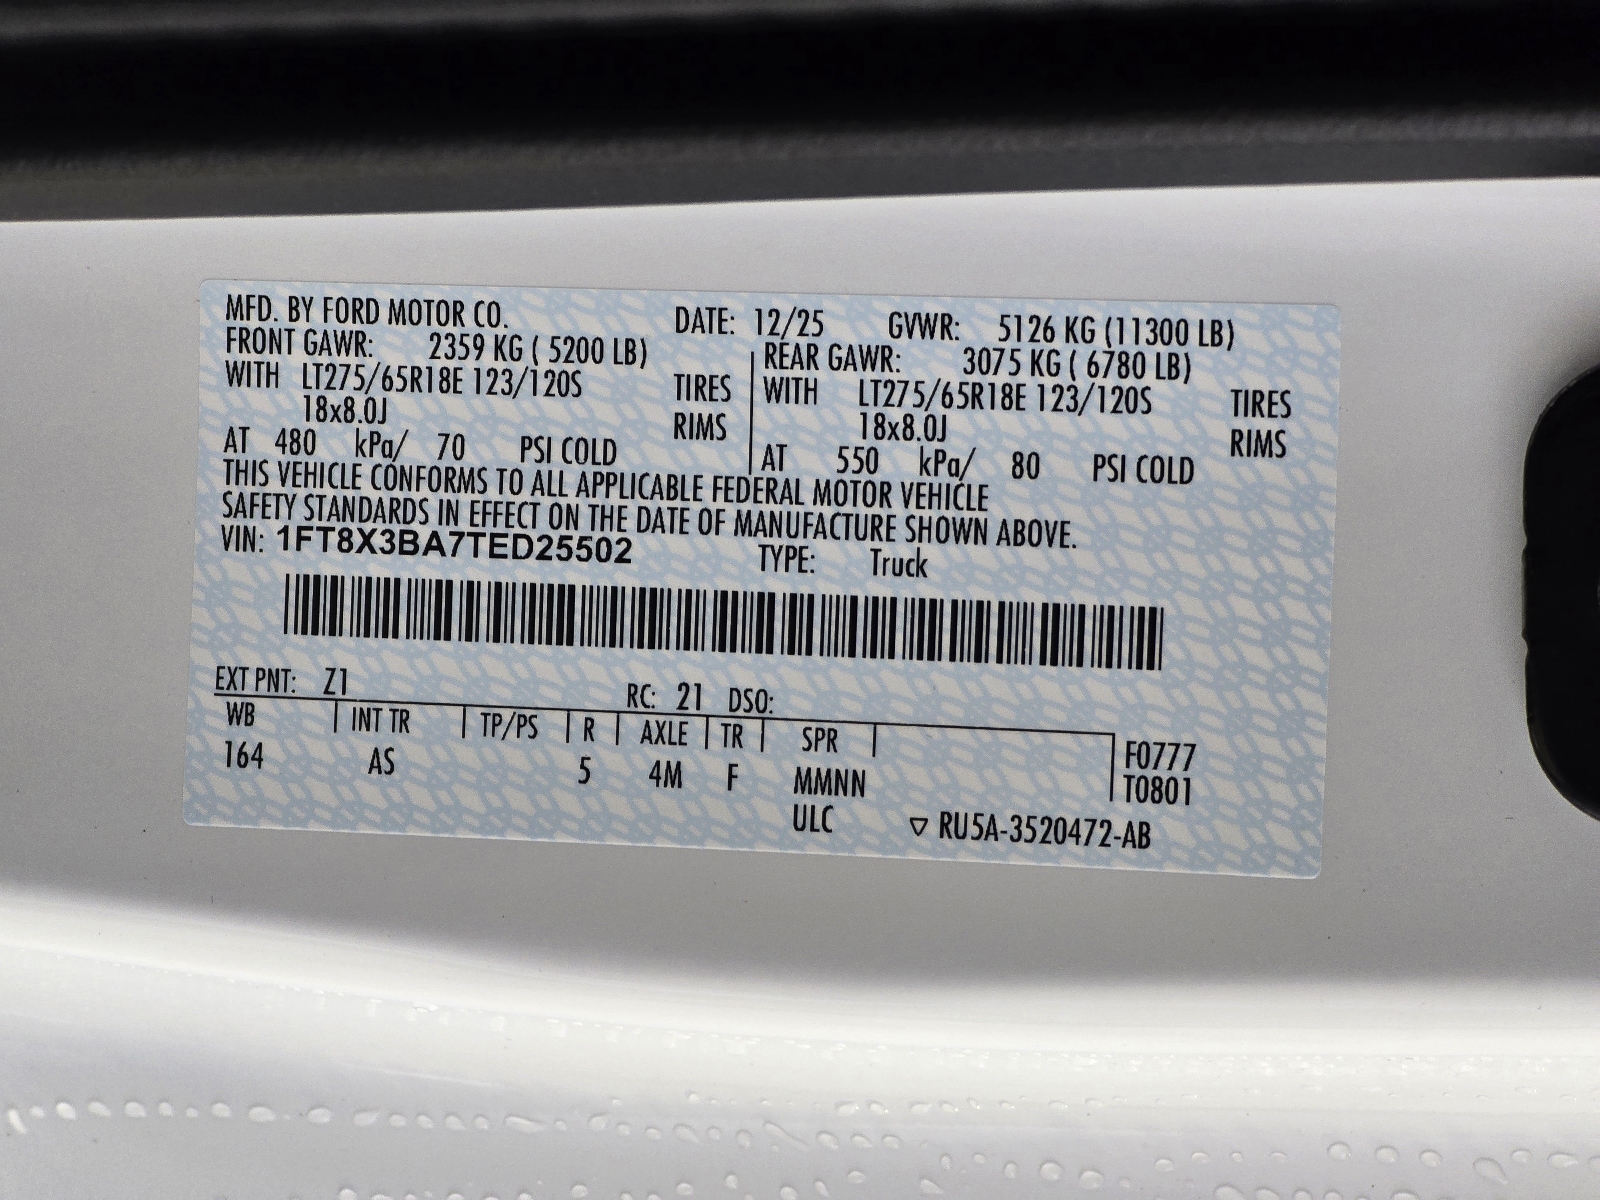 MFD. BY FORD MOTOR CO. DATE: 12/25 GVWR: 5126 KG (11300 LB)
FRONT GAWR: 2359 KG ( 5200 LB) REAR GAWR: 3075 KG ( 6780 LB)
WITH LT275/65R18E 123/120S TIRES WITH LT275/65R18E 123/120S TIRES
18x8.0J RIMS 18x8.0J RIMS
AT 480 kPa/ 70 PSI COLD AT 550 kPa/ 80 PSI COLD
THIS VEHICLE CONFORMS TO ALL APPLICABLE FEDERAL MOTOR VEHICLE
SAFETY STANDARDS IN EFFECT ON THE DATE OF MANUFACTURE SHOWN ABOVE.
VIN: 1FT8X3BA7TED25502 TYPE: Truck
EXT PNT: Z1 RC: 21 DSO:
WB INT TR TP/PS R AXLE TR SPR F0777
164 AS 5 4M F MMNN T0801
ULC ▽ RU5A-3520472-AB